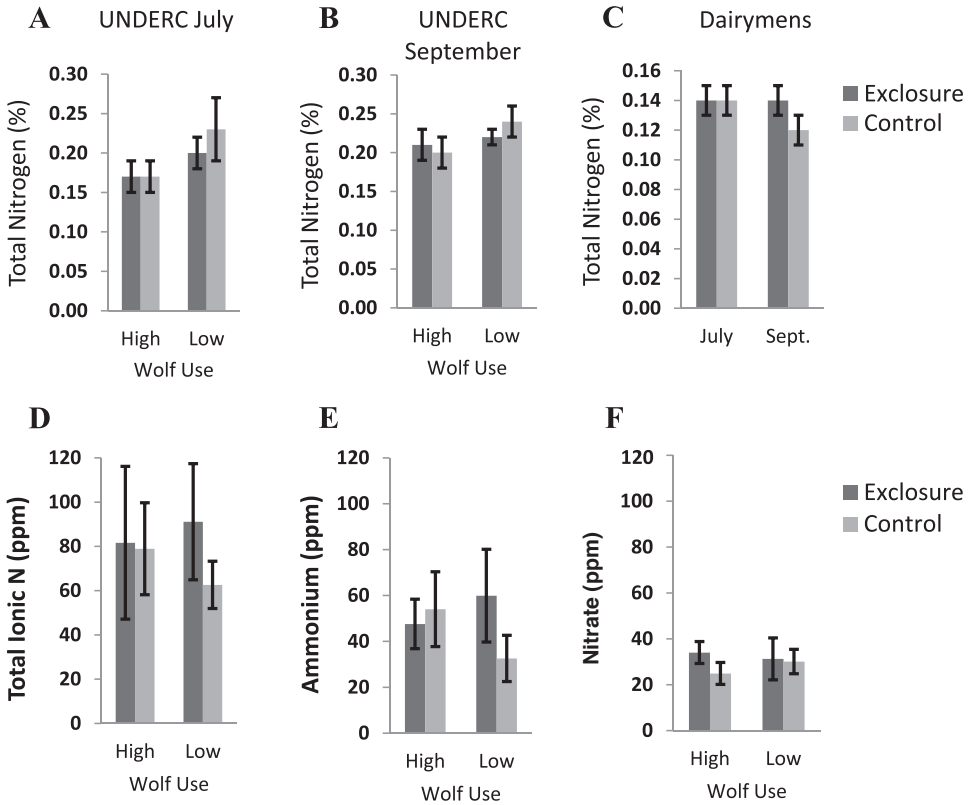 A UNDERC July
B UNDERC
September
C Dairymens
Total Nitrogen (%)
0.30
0.25
0.20
0.15
0.10
0.05
0.00
High Low
Wolf Use
Total Nitrogen (%)
0.30
0.25
0.20
0.15
0.10
0.05
0.00
High Low
Wolf Use
Total Nitrogen (%)
0.16
0.14
0.12
0.10
0.08
0.06
0.04
0.02
0.00
July Sept.
Exclosure
Control
D
Total Ionic N (ppm)
120
100
80
60
40
20
0
High Low
Wolf Use
E
Ammonium (ppm)
120
100
80
60
40
20
0
High Low
Wolf Use
F
Nitrate (ppm)
120
100
80
60
40
20
0
High Low
Wolf Use
Exclosure
Control